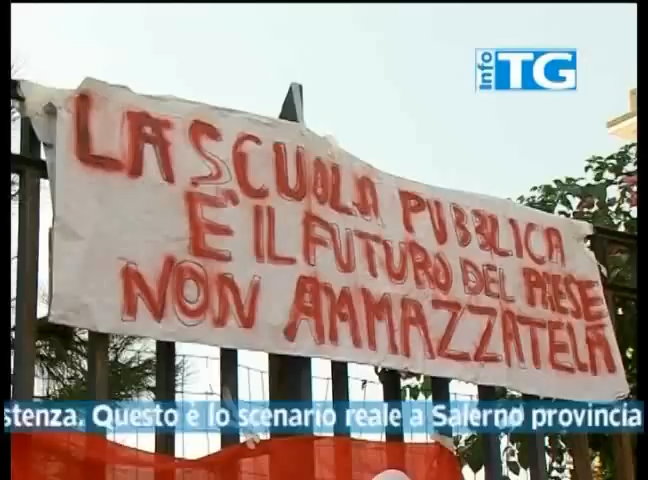 Info TG
LA SCUOLA PUBBLICA
E' IL FUTURO DEL PAESE
NON AMMAZZATELA
stenza. Questo è lo scenario reale a Salerno provincia